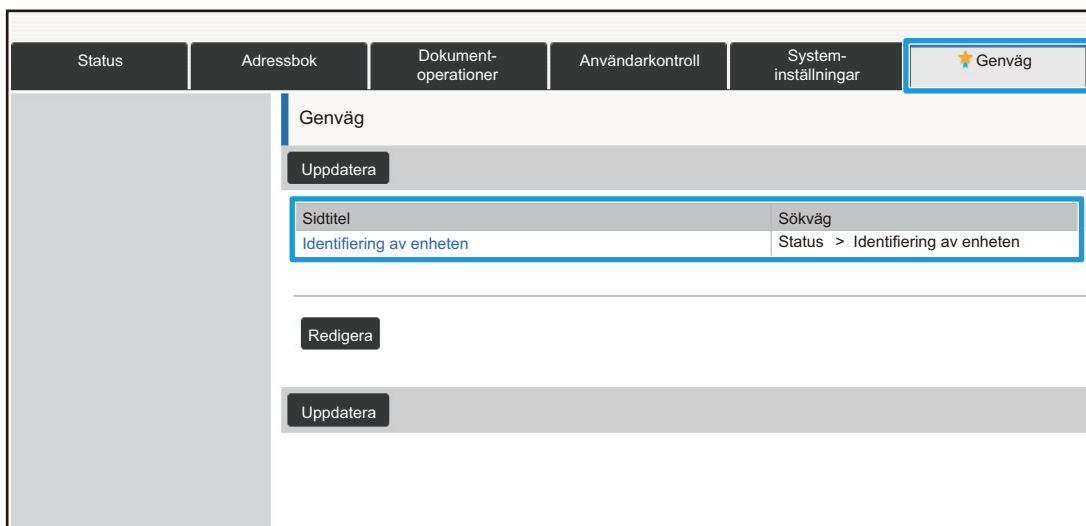 Status
Adressbok
Dokument-
operationer
Användarkontroll
System-
inställningar
Genväg
Genväg
Uppdatera
Sidtitel Sökväg
Identifiering av enheten Status > Identifiering av enheten
Redigera
Uppdatera